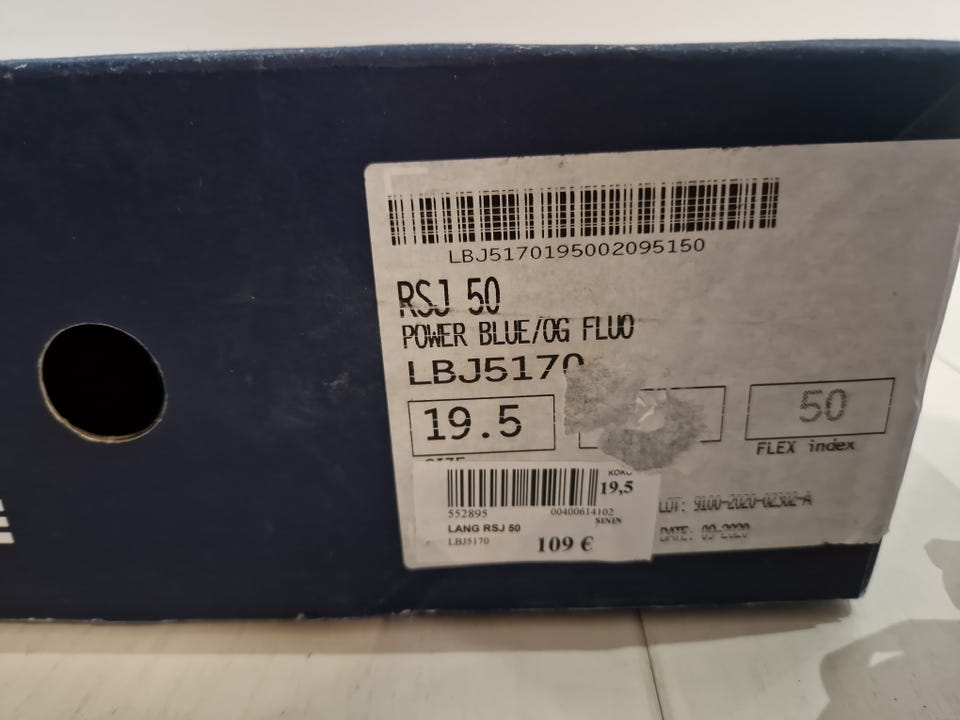 LBJ5170195002095150
RSJ 50
POWER BLUE/OG FLUO
LBJ5170
19.5
50
SIZE
FLEX index
KOKO
19,5
552895
00400614102
SININ
LANG RSJ 50
LBJ5170
109 €
LOT: 9100-2020-02302-A
DATE: 09-2020